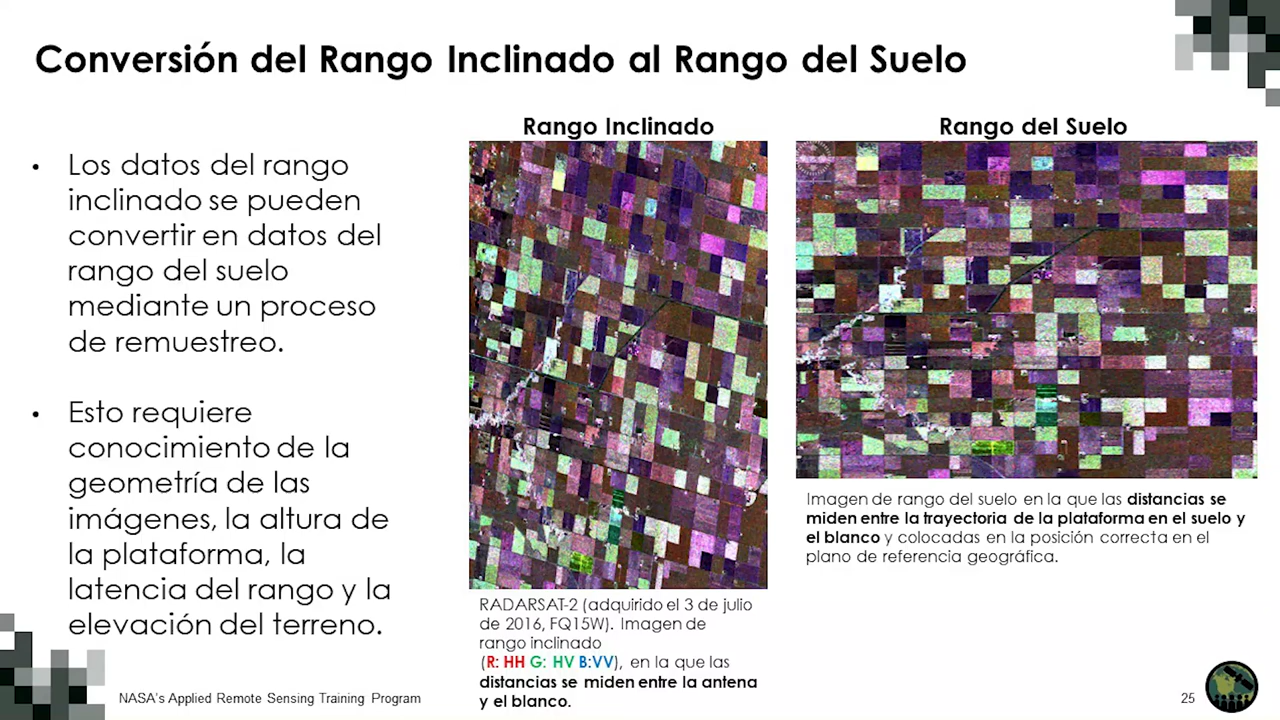 Conversión del Rango Inclinado al Rango del Suelo
• Los datos del rango
inclinado se pueden
convertir en datos del
rango del suelo
mediante un proceso
de remuestreo.
• Esto requiere
conocimiento de la
geometría de las
imágenes, la altura de
la plataforma, la
latencia del rango y la
elevación del terreno.
Rango Inclinado
RADARSAT-2 (adquirido el 3 de julio
de 2016, FQ15W). Imagen de
rango inclinado
(R: HH G: HV B:VV), en la que las
distancias se miden entre la antena
y el blanco.
Rango del Suelo
Imagen de rango del suelo en la que las distancias se
miden entre la trayectoria de la plataforma en el suelo y
el blanco y colocadas en la posición correcta en el
plano de referencia geográfica.
NASA's Applied Remote Sensing Training Program
25